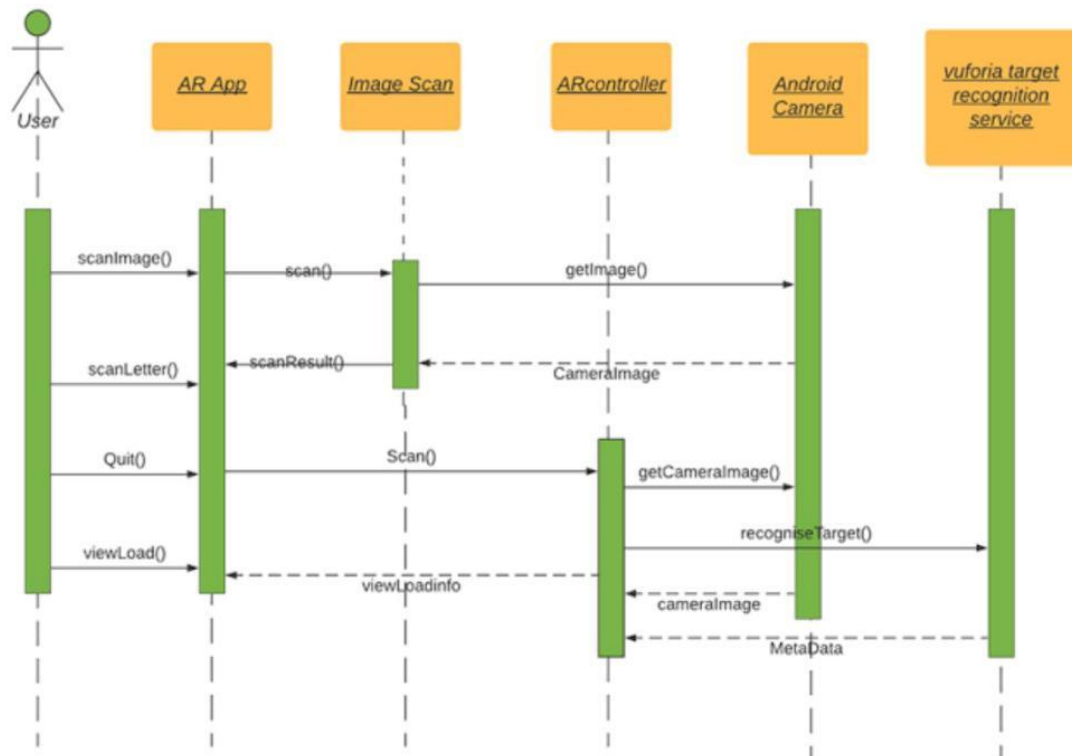 User
AR App
Image Scan
ARcontroller
Android
Camera
vuforia target
recognition
service
scanImage()
scan()
getImage()
scanResult()
CameraImage
scanLetter()
Quit()
Scan()
getCameraImage()
recogniseTarget()
viewLoad()
viewLoadinfo
cameraImage
MetaData